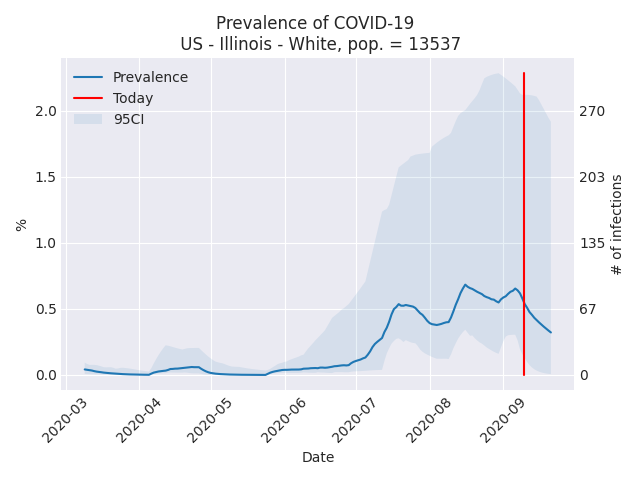 Prevalence of COVID-19
US - Illinois - White, pop. = 13537
Prevalence
Today
95CI
2.0
1.5
1.0
0.5
0.0
%
270
203
135
67
0
# of infections
2020-03
2020-04
2020-05
2020-06
2020-07
2020-08
2020-09
Date